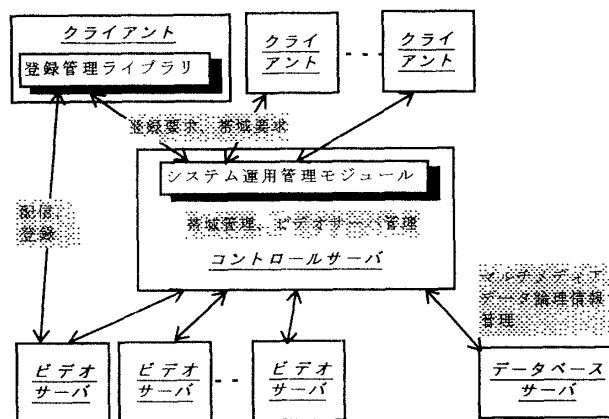 クライアント
登録管理ライブラリ
クライ
アント
クライ
アント
登録要求、帯域要求
システム運用管理モジュール
帯域管理、ビデオサーバ管理
コントロールサーバ
配信、
登録
マルチメディア
データ論理情報
管理
ビデオ
サーバ
ビデオ
サーバ
ビデオ
サーバ
データベース
サーバ